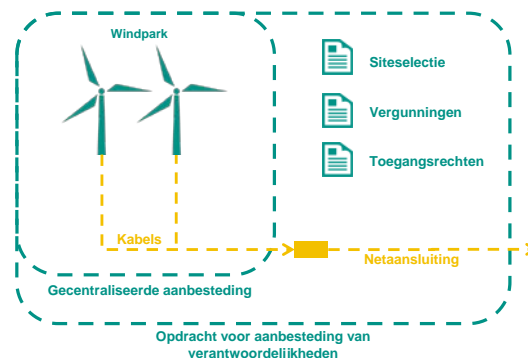 Windpark
Siteselectie
Vergunningen
Toegangsrechten
Kabels
Netaansluiting
Gecentraliseerde aanbesteding
Opdracht voor aanbesteding van
verantwoordelijkheden